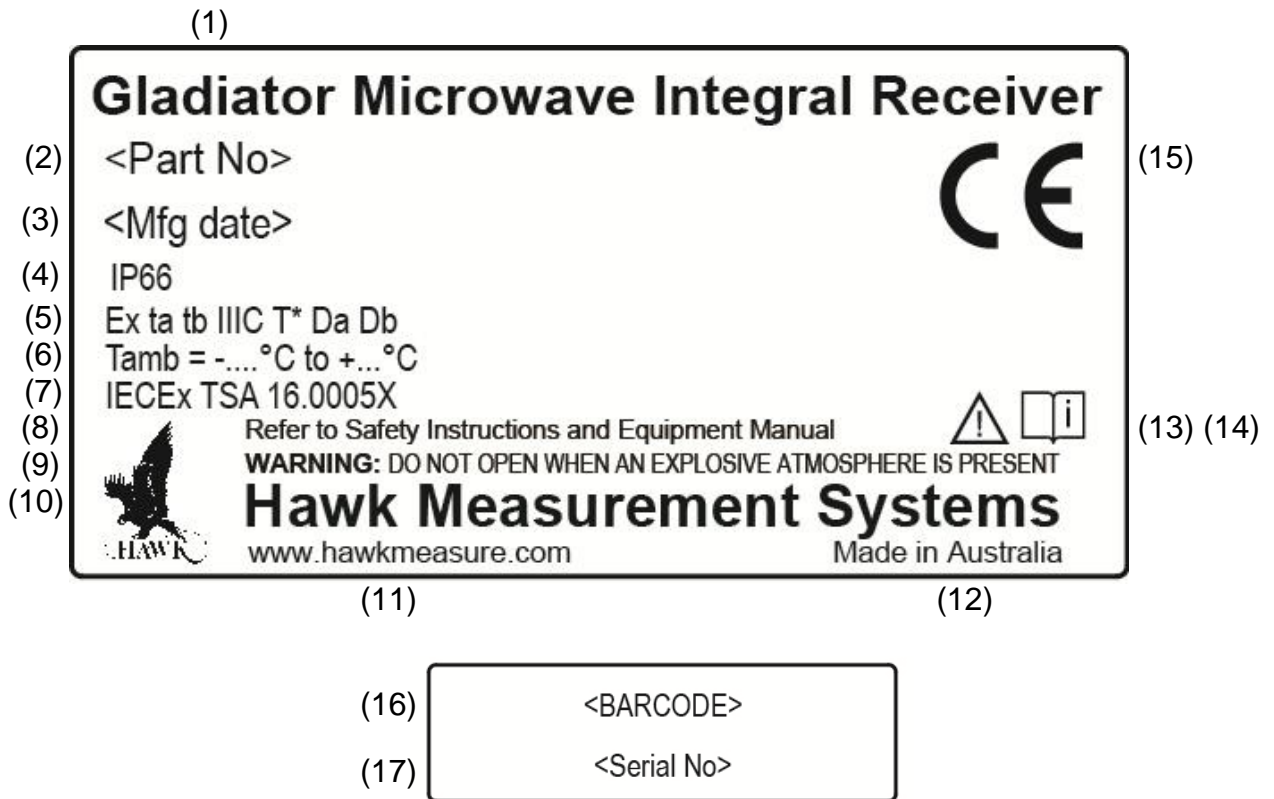 (1)
Gladiator Microwave Integral Receiver
(2) <Part No> (15)
(3) <Mfg date>
(4) IP66
(5) Ex ta tb IIIC T* Da Db
(6) Tamb = -....°C to +...°C
(7) IECEx TSA 16.0005X
(8) Refer to Safety Instructions and Equipment Manual i (13) (14)
(9) WARNING: DO NOT OPEN WHEN AN EXPLOSIVE ATMOSPHERE IS PRESENT
(10) Hawk Measurement Systems
HAWK www.hawkmeasure.com Made in Australia
(11) (12)
(16) <BARCODE>
(17) <Serial No>